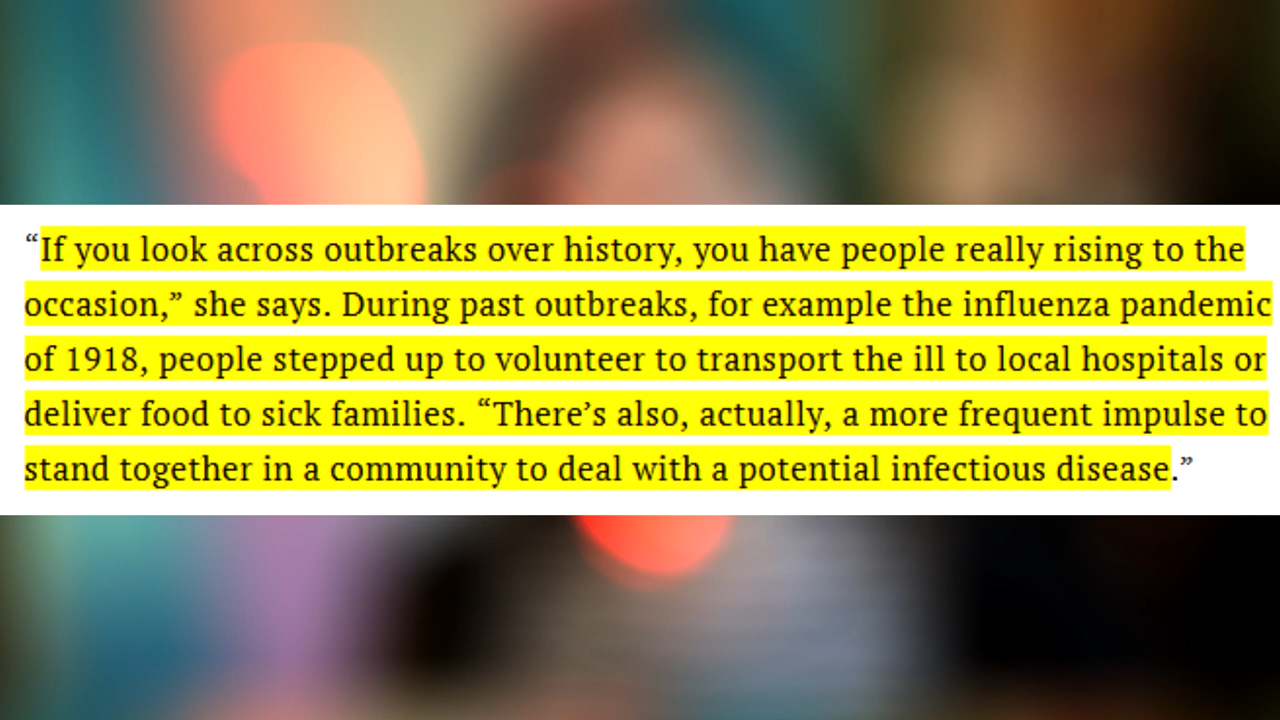 “If you look across outbreaks over history, you have people really rising to the
occasion,” she says. During past outbreaks, for example the influenza pandemic
of 1918, people stepped up to volunteer to transport the ill to local hospitals or
deliver food to sick families. “There’s also, actually, a more frequent impulse to
stand together in a community to deal with a potential infectious disease.”